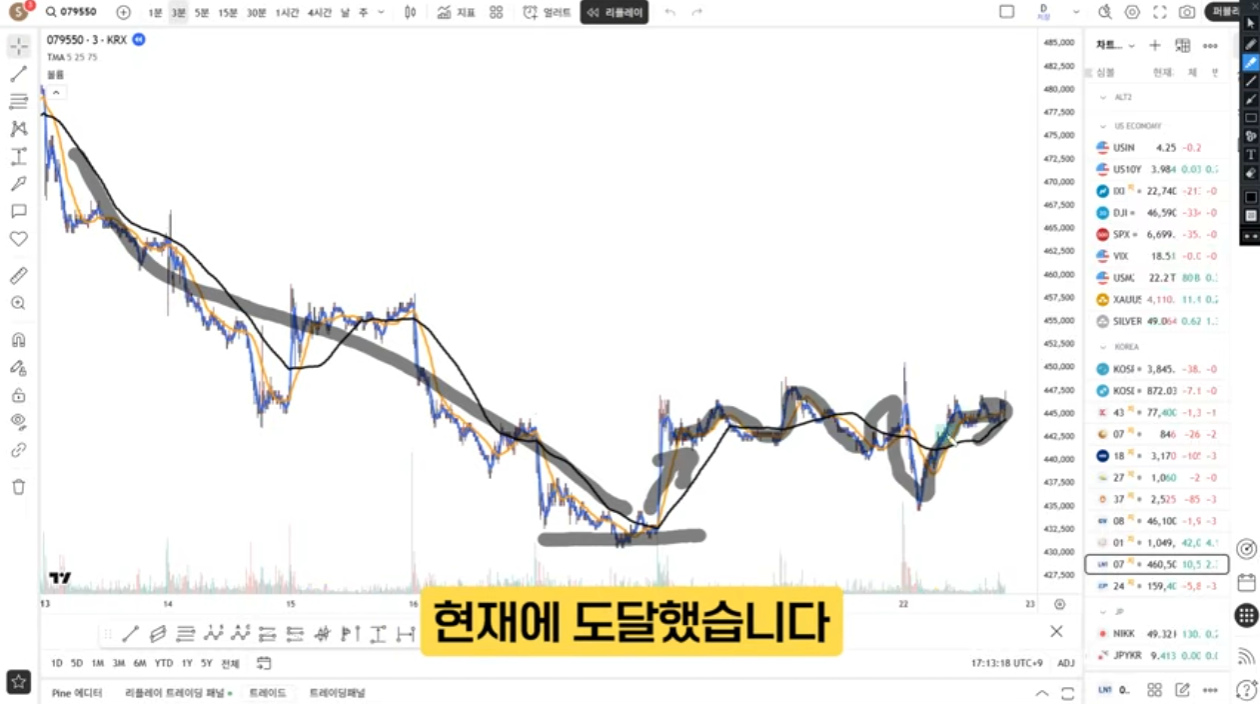 079550 1분 3분 5분 15분 30분 1시간 4시간 날 주 지표 얼러트 리플레이 D 저장
079550 · 3 · KRX
TMA 5 25 75
볼륨
485,000
482,500
480,000
477,500
475,000
472,500
470,000
467,500
465,000
462,500
460,000
457,500
455,000
452,500
450,000
447,500
445,000
442,500
440,000
437,500
435,000
432,500
430,000
427,500
13 14 15 16 22 23
차트...
심볼 현재. 체
ALT2
US ECONOMY
USIN 4.25 -0.2
US10Y 3.984 0.03 0.2
IXI 22,740 -213 -0
DJI 46,590 -334 -0
SPX 6,699. -35. -0
VIX 18.51 -0.0 -0
USM2 22.2 T 80 B 0.3
XAUUS 4,110. 11.4 0.2
SILVER 49.064 0.62 1.
KOREA
KOSF 3,845. -38. -0
KOSI 872.03 -7.1 -0
43 77,400 -1,3 -1
07 846 -26 -2
18 3,170 -105 -3
27 1,060 -2 -0
37 2,525 -85 -3
08 46,100 -1,9 -3
01 1,049, 42,0 4.
07 460,50 10,5 2.
24 159,40 -5,8 -3
JP
NIKK 49,321 130. 0.2
JPYKR 9.413 0.00 0.0
현재에 도달했습니다
1D 5D 1M 3M 6M YTD 1Y 5Y 전체
17:13:18 UTC+9 ADJ
Pine 에디터 리플레이 트레이딩 패널 트레이드 트레이딩패널
LN1 0..